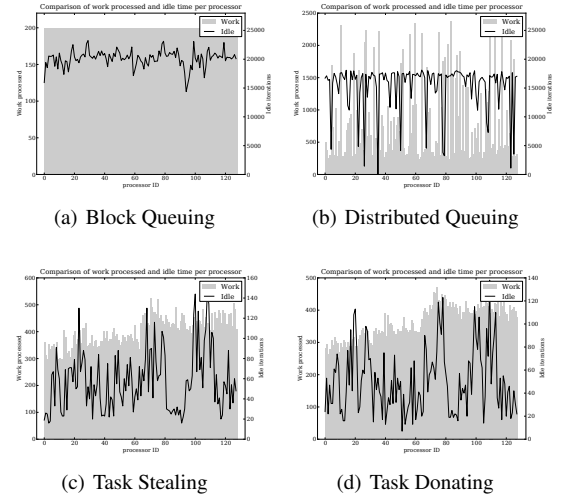 Comparison of work processed and idle time per processor
Work
Idle
Work processed
Idle iterations
200
150
100
50
0
25000
20000
15000
10000
5000
0
0 20 40 60 80 100 120
processor ID
(a) Block Queuing
Comparison of work processed and idle time per processor
Work
Idle
Work processed
Idle iterations
2500
2000
1500
1000
500
0
25000
20000
15000
10000
5000
0
0 20 40 60 80 100 120
processor ID
(b) Distributed Queuing
Comparison of work processed and idle time per processor
Work
Idle
Work processed
Idle iterations
600
500
400
300
200
100
0
160
140
120
100
80
60
40
20
0
0 20 40 60 80 100 120
processor ID
(c) Task Stealing
Comparison of work processed and idle time per processor
Work
Idle
Work processed
Idle iterations
500
400
300
200
100
0
140
120
100
80
60
40
20
0
0 20 40 60 80 100 120
processor ID
(d) Task Donating